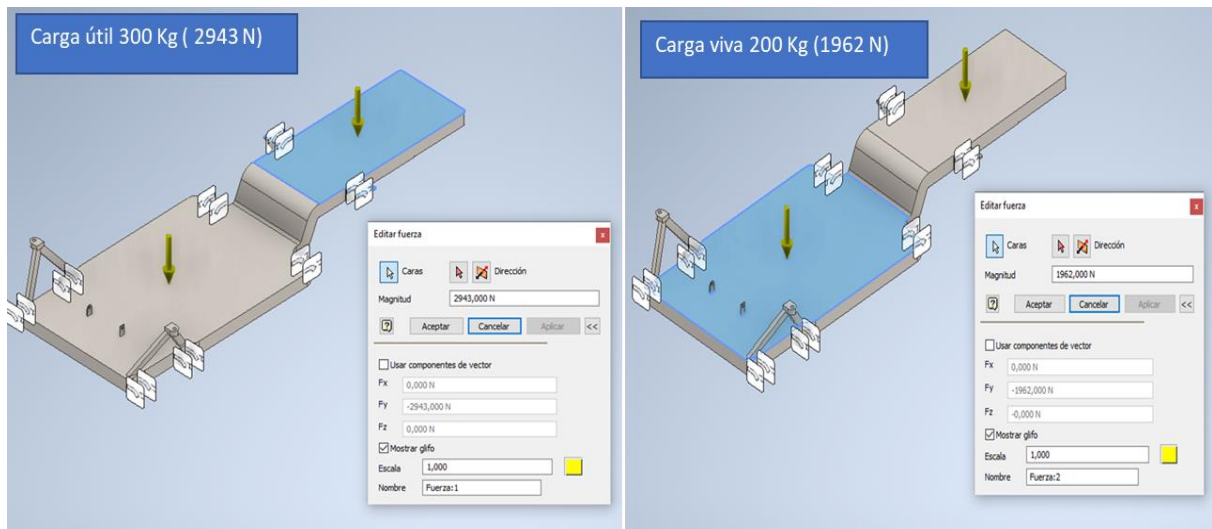 Carga útil 300 Kg ( 2943 N)
Editar fuerza
x
Caras
Dirección
Magnitud
2943,000 N
?
Aceptar
Cancelar
Aplicar
<<
Usar componentes de vector
Fx
0,000 N
Fy
-2943,000 N
Fz
0,000 N
Mostrar glifo
Escala
1,000
Nombre
Fuerza:1
Carga viva 200 Kg (1962 N)
Editar fuerza
x
Caras
Dirección
Magnitud
1962,000 N
?
Aceptar
Cancelar
Aplicar
<<
Usar componentes de vector
Fx
0,000 N
Fy
-1962,000 N
Fz
-0,000 N
Mostrar glifo
Escala
1,000
Nombre
Fuerza:2